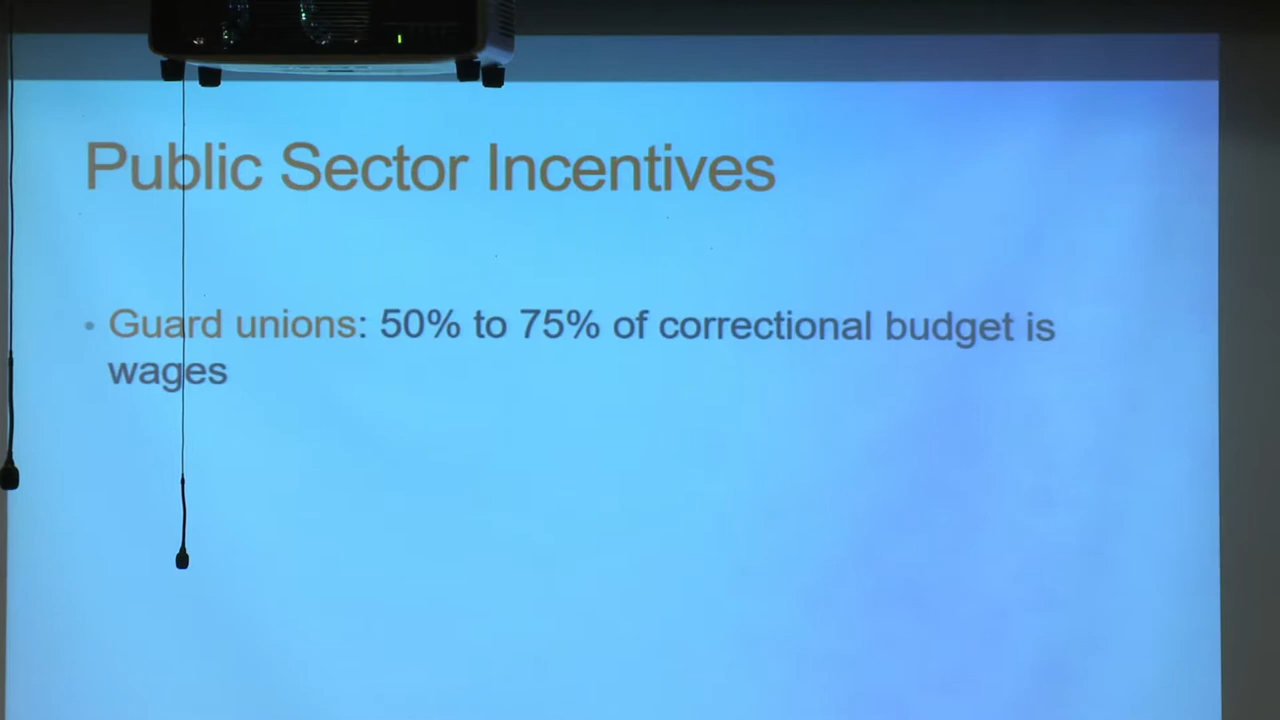 Public Sector Incentives
• Guard unions: 50% to 75% of correctional budget is
wages